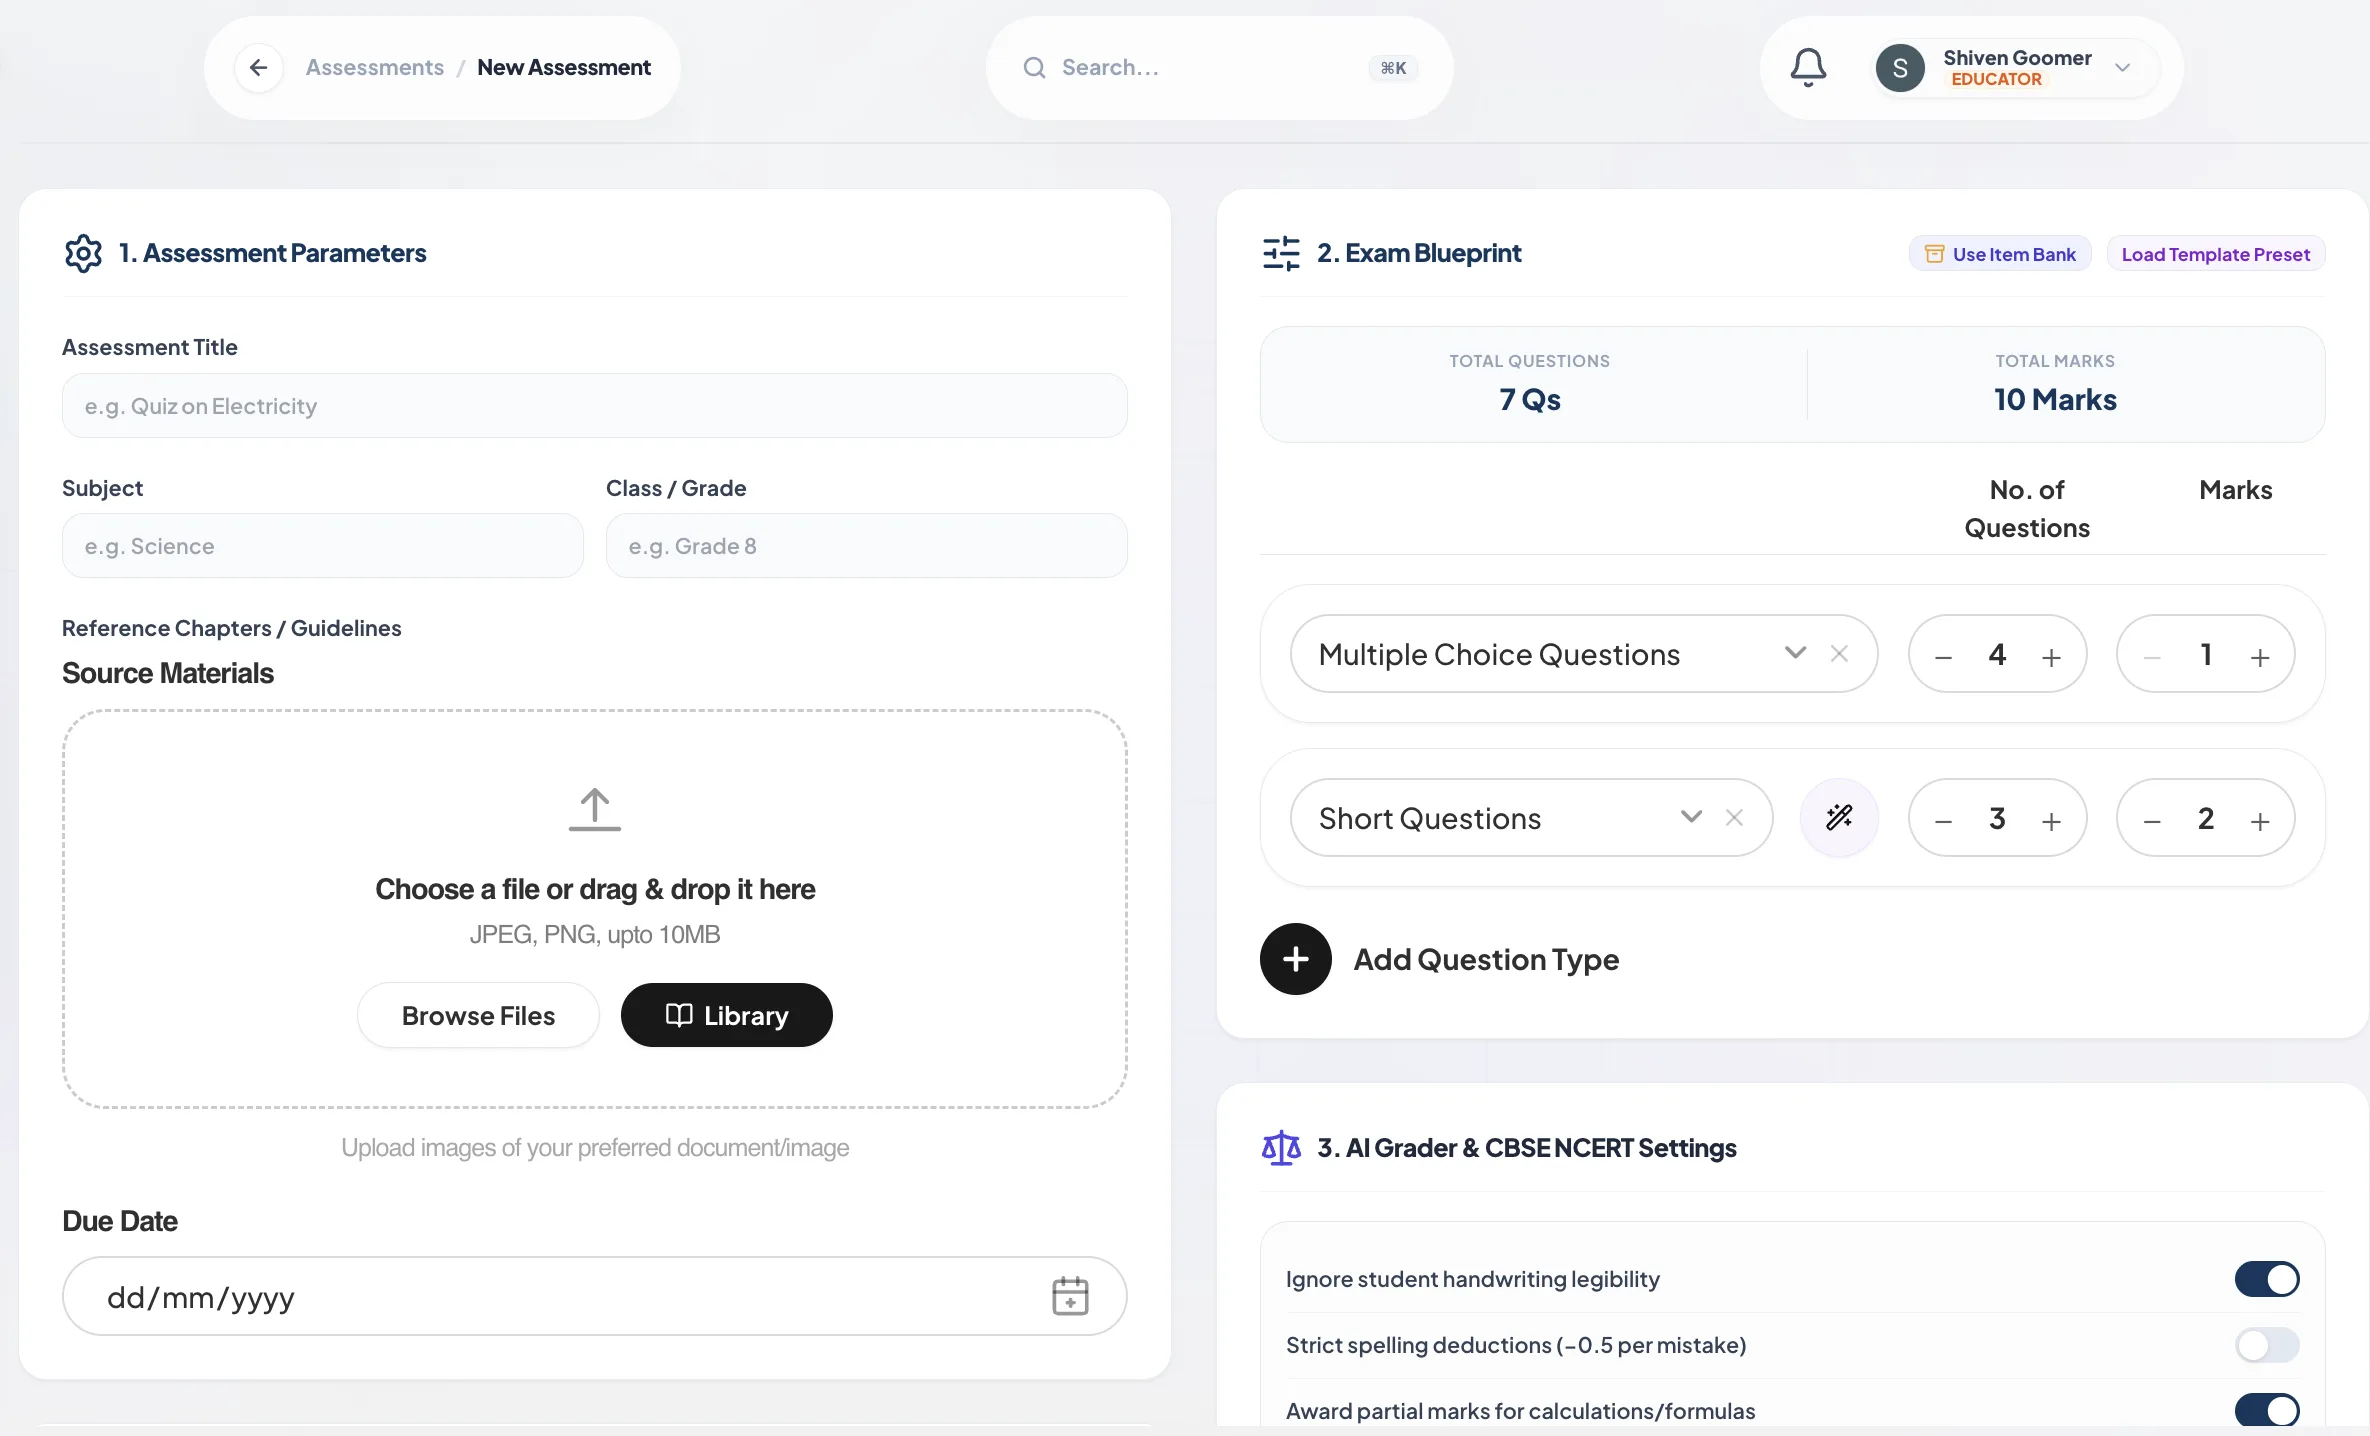 Assessments / New Assessment
Search...
⌘K
S
Shiven Goomer
EDUCATOR
1. Assessment Parameters
Assessment Title
e.g. Quiz on Electricity
Subject
Class / Grade
e.g. Science
e.g. Grade 8
Reference Chapters / Guidelines
Source Materials
Choose a file or drag & drop it here
JPEG, PNG, upto 10MB
Browse Files
Library
Upload images of your preferred document/image
Due Date
dd/mm/yyyy
2. Exam Blueprint
Use Item Bank
Load Template Preset
TOTAL QUESTIONS
7 Qs
TOTAL MARKS
10 Marks
No. of
Questions
Marks
Multiple Choice Questions
− 4 +
− 1 +
Short Questions
− 3 +
− 2 +
Add Question Type
3. AI Grader & CBSE NCERT Settings
Ignore student handwriting legibility
Strict spelling deductions (-0.5 per mistake)
Award partial marks for calculations/formulas